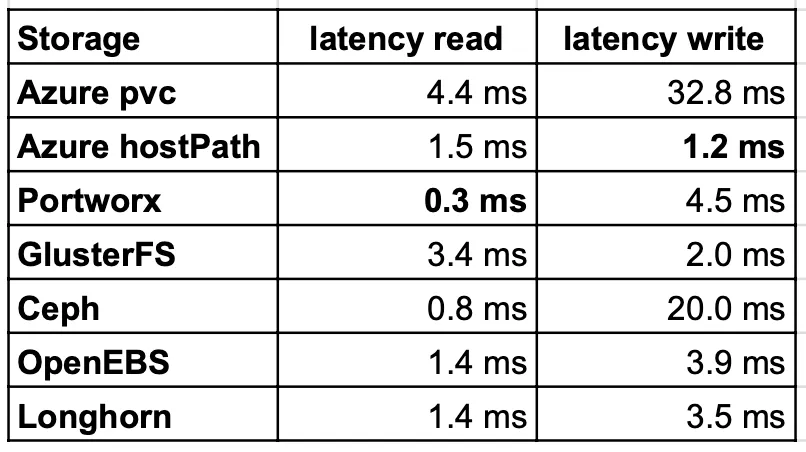 Storage latency read latency write
Azure pvc 4.4 ms 32.8 ms
Azure hostPath 1.5 ms 1.2 ms
Portworx 0.3 ms 4.5 ms
GlusterFS 3.4 ms 2.0 ms
Ceph 0.8 ms 20.0 ms
OpenEBS 1.4 ms 3.9 ms
Longhorn 1.4 ms 3.5 ms